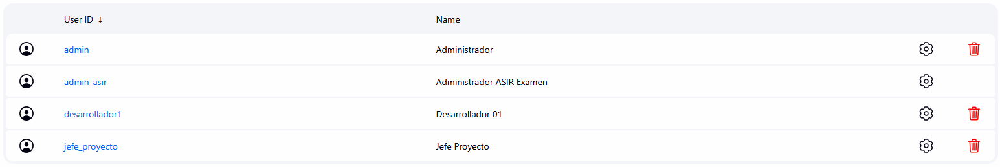 User ID ↓ Name
admin Administrador
admin_asir Administrador ASIR Examen
desarrollador1 Desarrollador 01
jefe_proyecto Jefe Proyecto